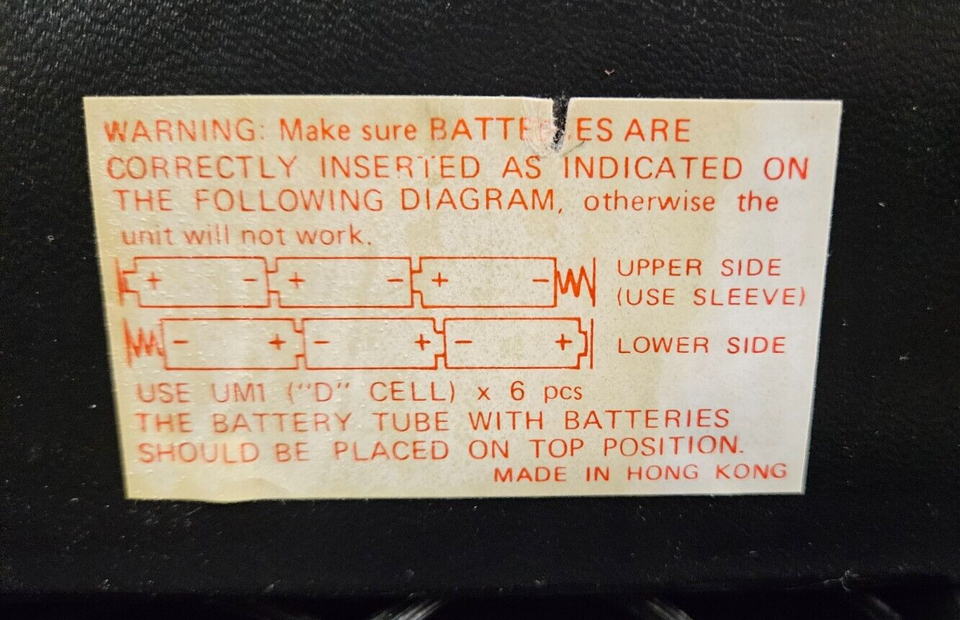 WARNING: Make sure BATTERIES ARE
CORRECTLY INSERTED AS INDICATED ON
THE FOLLOWING DIAGRAM, otherwise the
unit will not work.
+ - + - + - UPPER SIDE
(USE SLEEVE)
- + - + - + LOWER SIDE
USE UM1 ("D" CELL) x 6 pcs
THE BATTERY TUBE WITH BATTERIES
SHOULD BE PLACED ON TOP POSITION.
MADE IN HONG KONG